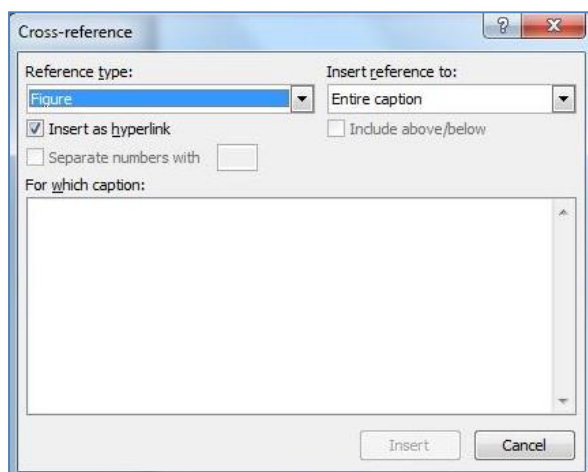 Cross-reference
Reference type:
Insert reference to:
Figure
Entire caption
Insert as hyperlink
Include above/below
Separate numbers with
For which caption:
Insert
Cancel